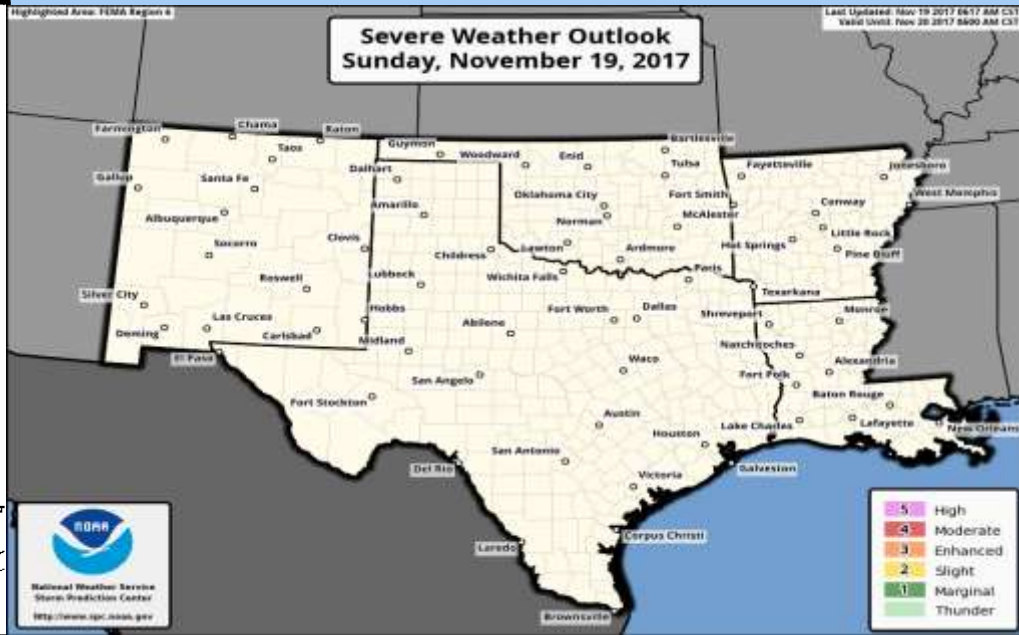 Highlighted Area: FEMA Region 6
Last Updated: Nov 19 2017 0617 AM CST
Valid Until: Nov 20 2017 0600 AM CST
Severe Weather Outlook
Sunday, November 19, 2017
Farmington
Chama
Raton
Taos
Gallup
Santa Fe
Albuquerque
Socorro
Clovis
Roswell
Silver City
Las Cruces
Deming
Carlsbad
Hobbs
El Paso
Guymon
Woodward
Enid
Bartlesville
Tulsa
Dalhart
Amarillo
Oklahoma City
Norman
Fort Smith
McAlester
Lawton
Ardmore
Childress
Wichita Falls
Paris
Lubbock
Fayetteville
Jonesboro
West Memphis
Conway
Little Rock
Hot Springs
Pine Bluff
Texarkana
Midland
Abilene
Fort Worth
Dallas
Shreveport
Monroe
Natchitoches
Alexandria
San Angelo
Waco
Fort Polk
Baton Rouge
Fort Stockton
Austin
Lake Charles
Lafayette
New Orleans
Houston
San Antonio
Del Rio
Victoria
Galveston
Laredo
Corpus Christi
Brownsville
NOAA
National Weather Service
Storm Prediction Center
http://www.spc.noaa.gov
5 High
4 Moderate
3 Enhanced
2 Slight
1 Marginal
Thunder